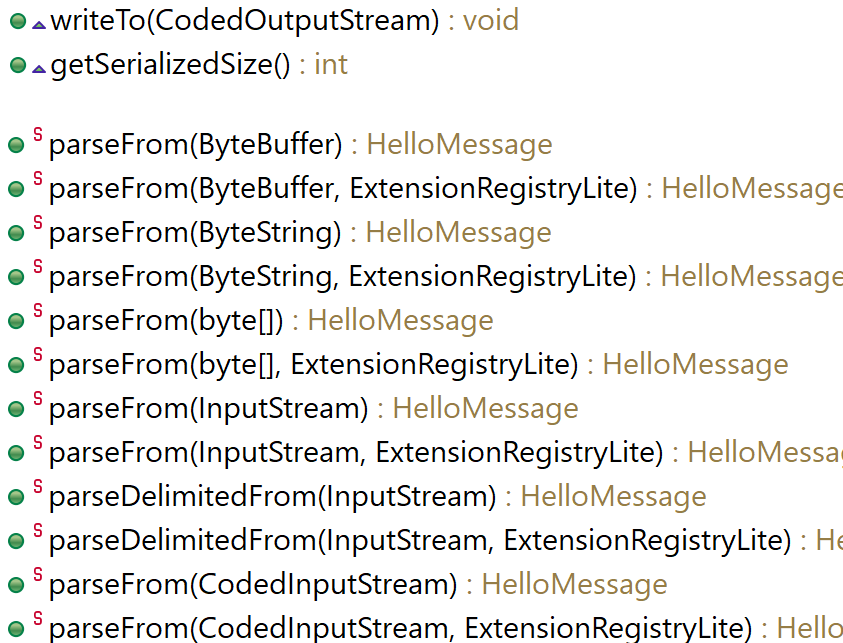 writeTo(CodedOutputStream) : void
getSerializedSize() : int
S parseFrom(ByteBuffer) : HelloMessage
S parseFrom(ByteBuffer, ExtensionRegistryLite) : HelloMessage
S parseFrom(ByteString) : HelloMessage
S parseFrom(ByteString, ExtensionRegistryLite) : HelloMessage
S parseFrom(byte[]) : HelloMessage
S parseFrom(byte[], ExtensionRegistryLite) : HelloMessage
S parseFrom(InputStream) : HelloMessage
S parseFrom(InputStream, ExtensionRegistryLite) : HelloMessa
S parseDelimitedFrom(InputStream) : HelloMessage
S parseDelimitedFrom(InputStream, ExtensionRegistryLite) : He
S parseFrom(CodedInputStream) : HelloMessage
S parseFrom(CodedInputStream, ExtensionRegistryLite) : Hello